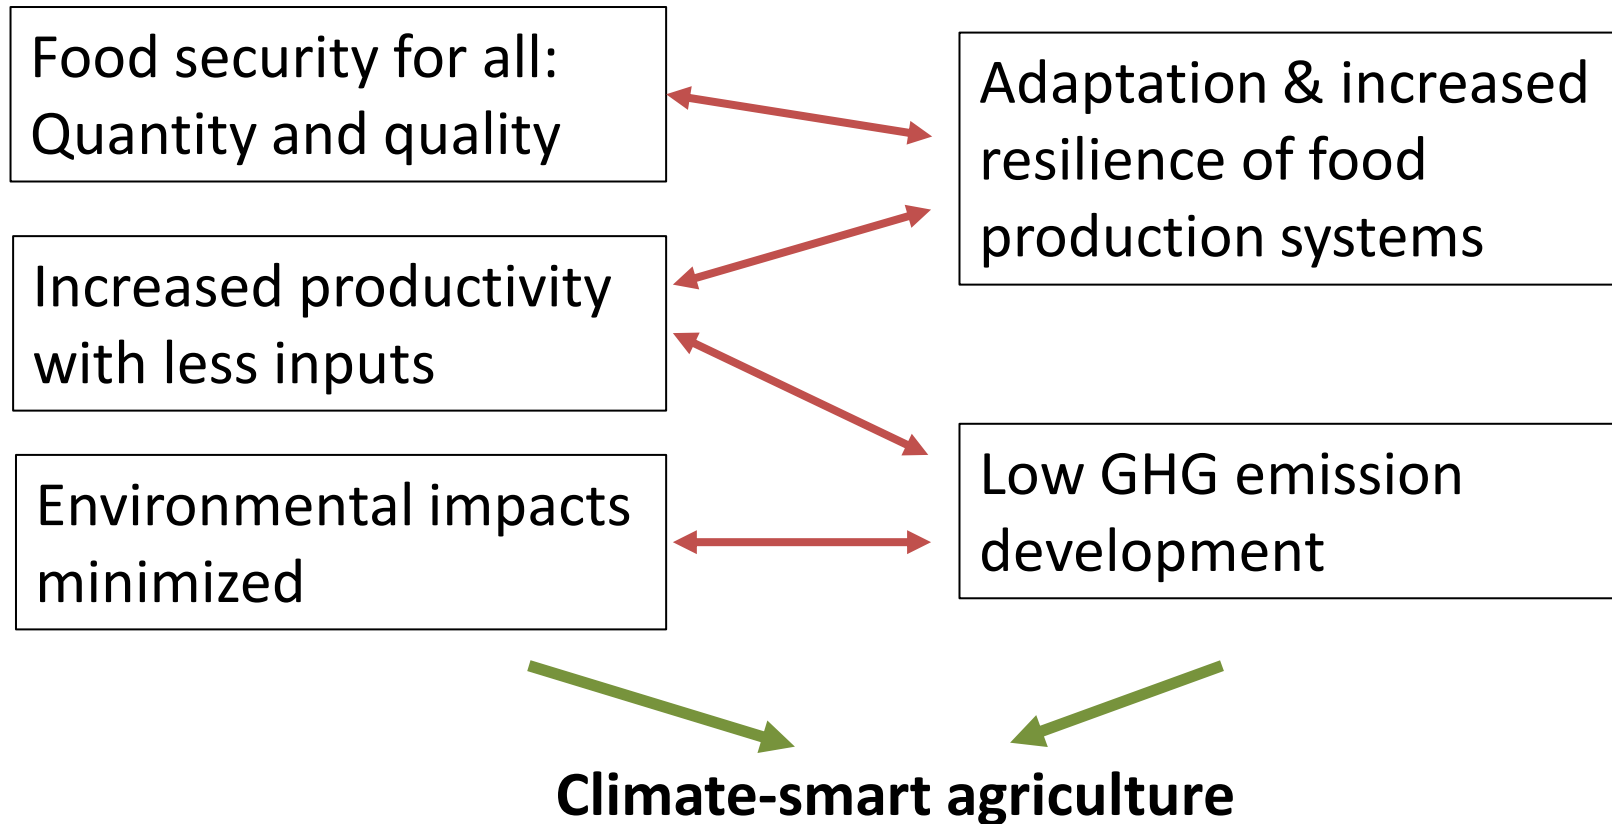 Food security for all:
Quantity and quality
Increased productivity
with less inputs
Environmental impacts
minimized
Adaptation & increased
resilience of food
production systems
Low GHG emission
development
Climate-smart agriculture